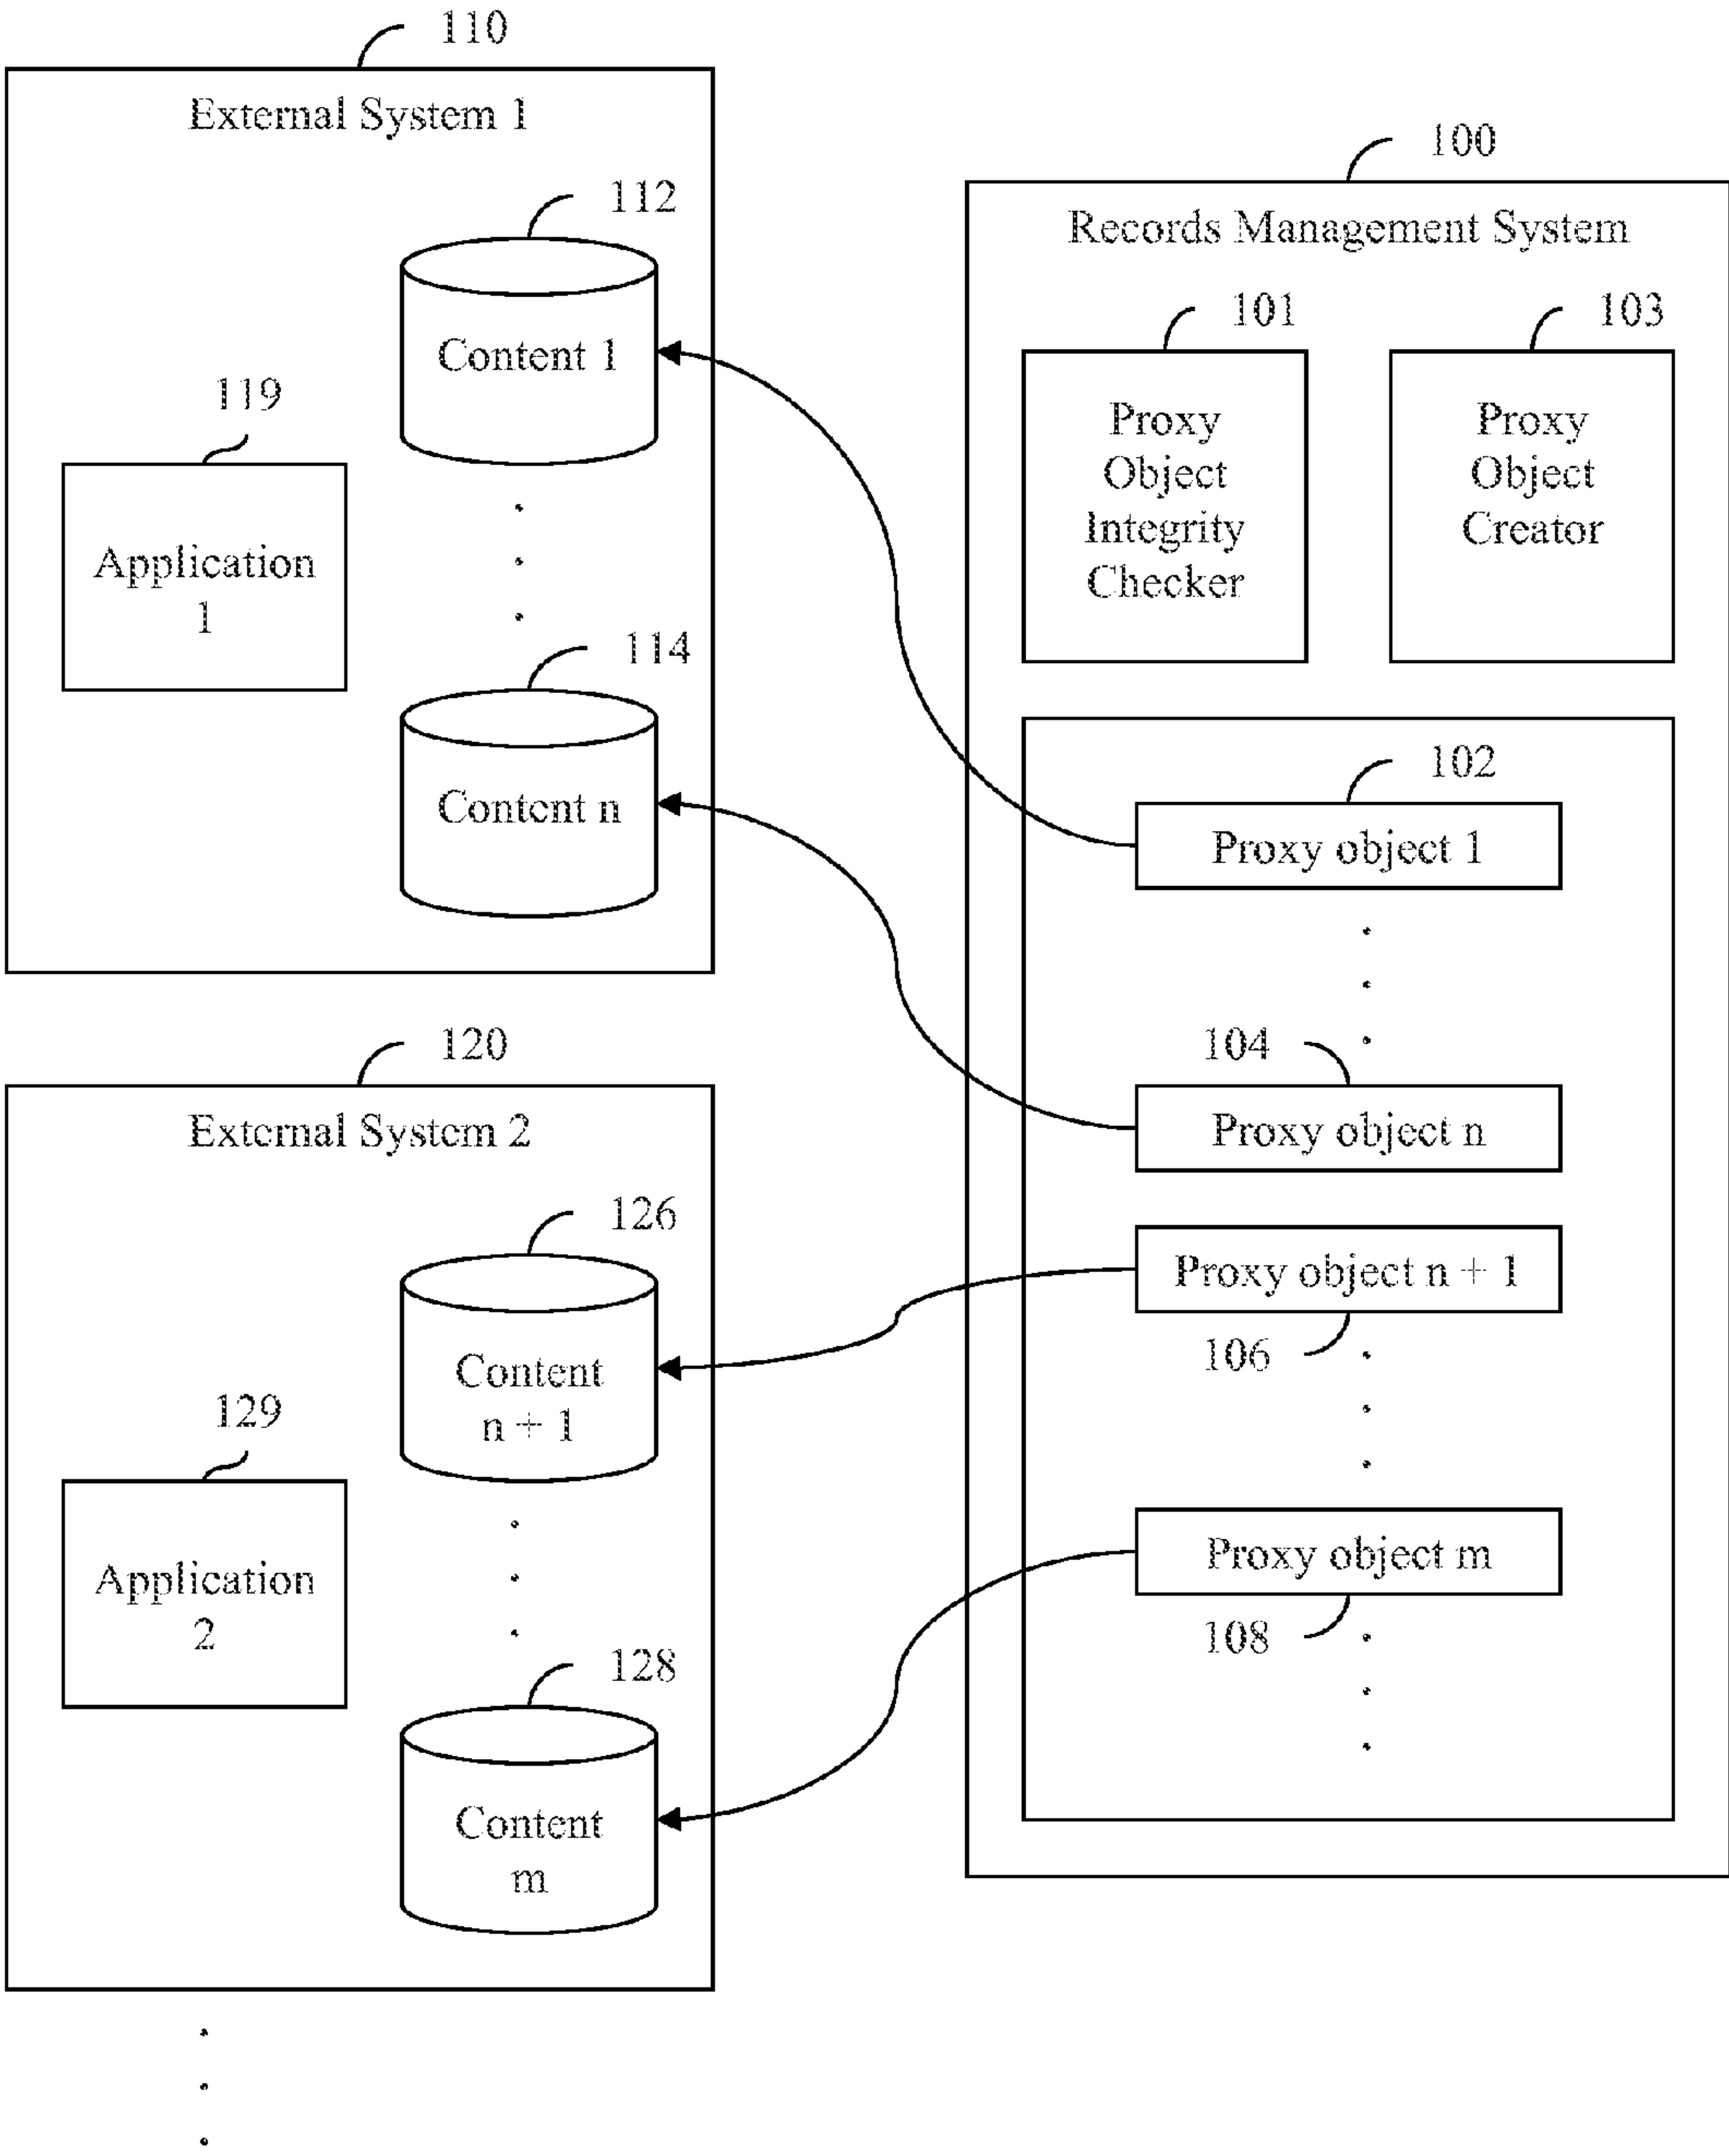 110
External System 1
112
Content 1
119
Application
1
114
Content n
120
External System 2
126
Content
n + 1
129
Application
2
128
Content
m
100
Records Management System
101
Proxy
Object
Integrity
Checker
103
Proxy
Object
Creator
102
Proxy object 1
104
Proxy object n
Proxy object n + 1
106
Proxy object m
108